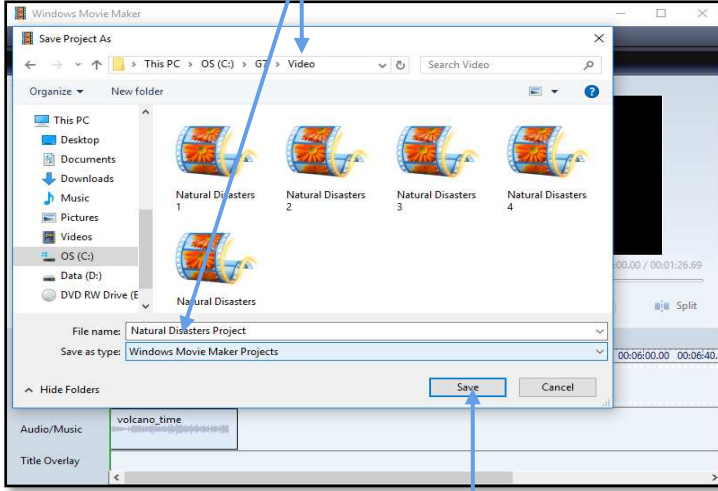 Windows Movie Maker
Save Project As
This PC > OS (C:) > G7 > Video
Search Video
Organize
New folder
This PC
Desktop
Documents
Downloads
Music
Pictures
Videos
OS (C:)
Data (D:)
DVD RW Drive (E
Natural Disasters 1
Natural Disasters 2
Natural Disasters 3
Natural Disasters 4
Natural Disasters
File name: Natural Disasters Project
Save as type: Windows Movie Maker Projects
Hide Folders
Save
Cancel
00.00 / 00:01:26.69
Split
00:06:00.00 00:06:40.
Audio/Music
volcano_time
Title Overlay